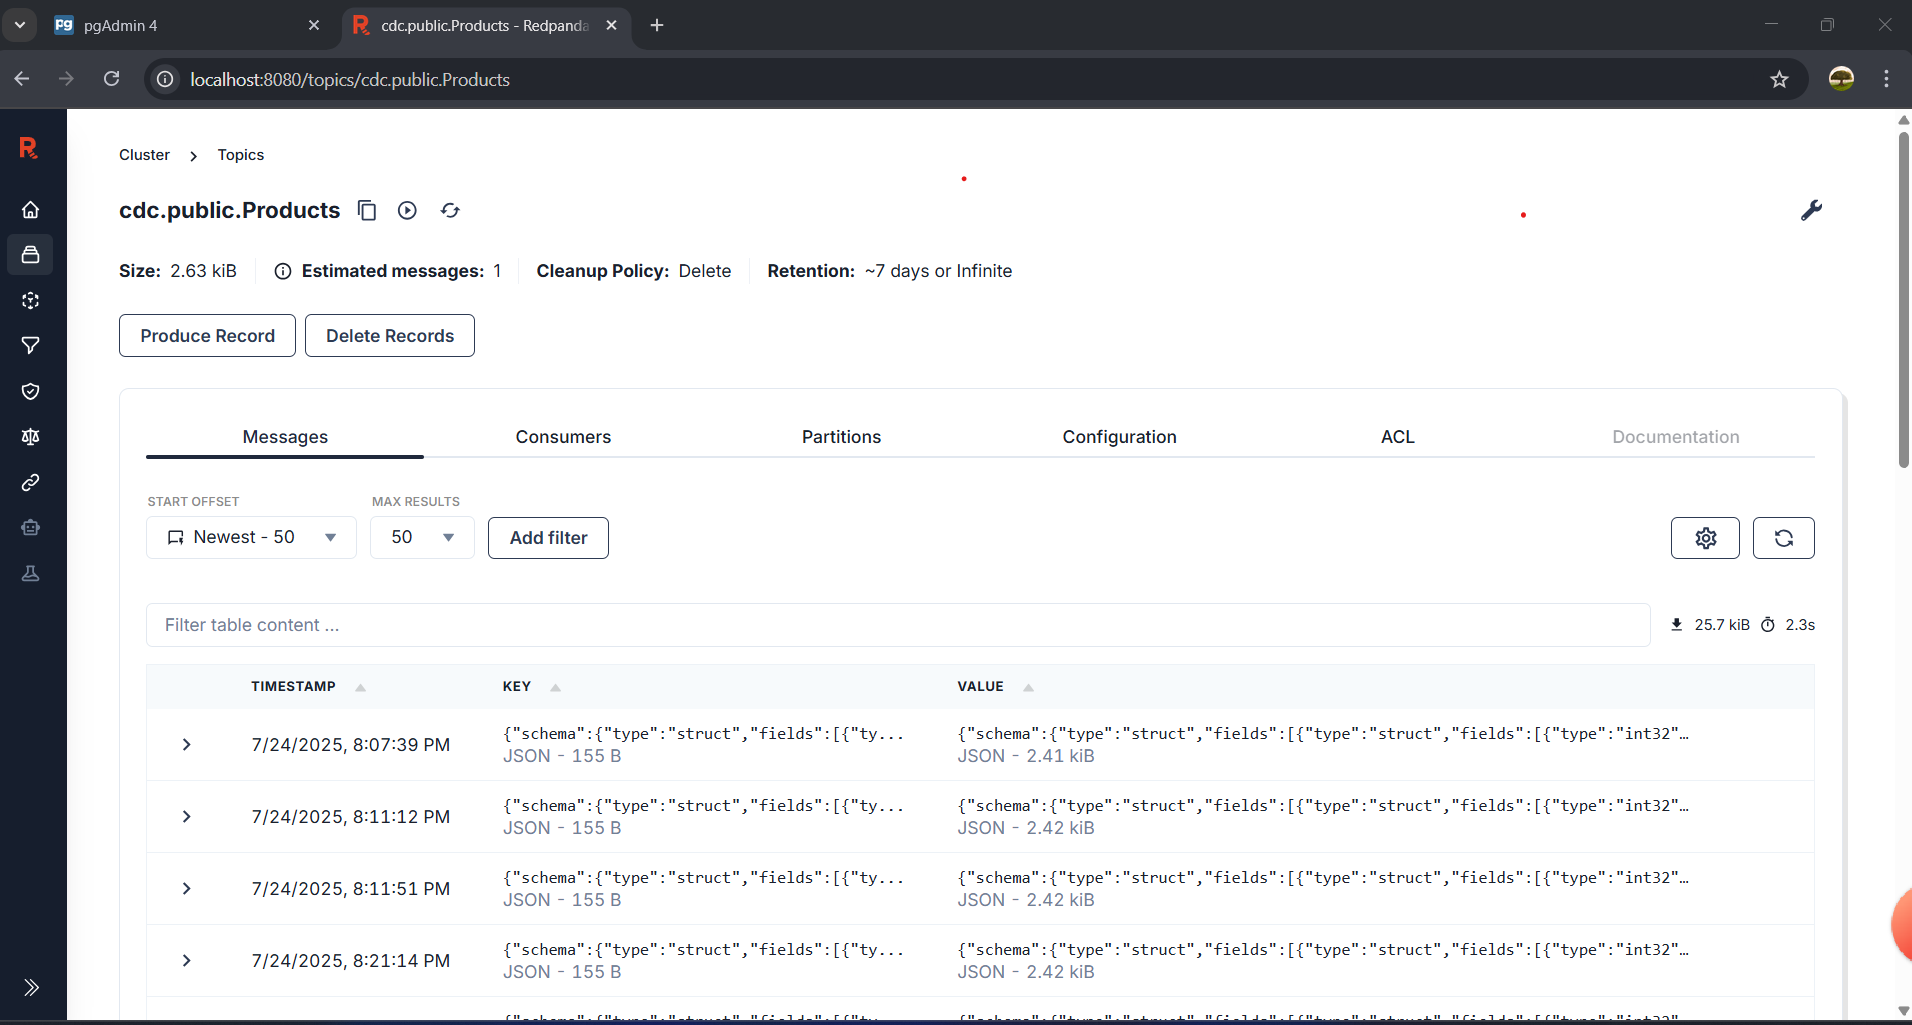 pgAdmin 4
cdc.public.Products - Redpanda
localhost:8080/topics/cdc.public.Products
Cluster
Topics
cdc.public.Products
Size: 2.63 kiB
Estimated messages: 1
Cleanup Policy: Delete
Retention: ~7 days or Infinite
Produce Record
Delete Records
Messages
Consumers
Partitions
Configuration
ACL
Documentation
START OFFSET
MAX RESULTS
Newest - 50
50
Add filter
Filter table content ...
25.7 kiB
2.3s
TIMESTAMP
KEY
VALUE
7/24/2025, 8:07:39 PM
{"schema":{"type":"struct","fields":[{"ty...
JSON - 155 B
{"schema":{"type":"struct","fields":[{"type":"struct","fields":[{"type":"int32"…
JSON - 2.41 kiB
7/24/2025, 8:11:12 PM
{"schema":{"type":"struct","fields":[{"ty...
JSON - 155 B
{"schema":{"type":"struct","fields":[{"type":"struct","fields":[{"type":"int32"…
JSON - 2.42 kiB
7/24/2025, 8:11:51 PM
{"schema":{"type":"struct","fields":[{"ty...
JSON - 155 B
{"schema":{"type":"struct","fields":[{"type":"struct","fields":[{"type":"int32"…
JSON - 2.42 kiB
7/24/2025, 8:21:14 PM
{"schema":{"type":"struct","fields":[{"ty...
JSON - 155 B
{"schema":{"type":"struct","fields":[{"type":"struct","fields":[{"type":"int32"…
JSON - 2.42 kiB